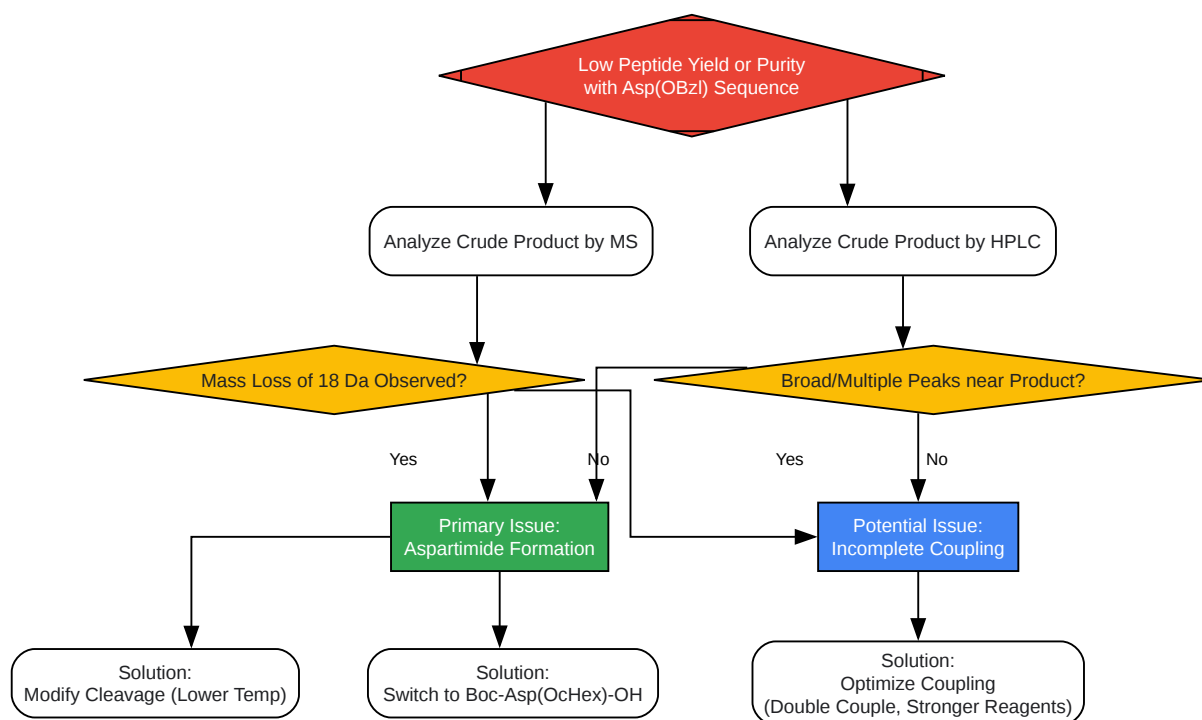 Low Peptide Yield or Purity
with Asp(OBzl) Sequence
Analyze Crude Product by MS
Analyze Crude Product by HPLC
Mass Loss of 18 Da Observed?
Broad/Multiple Peaks near Product?
Yes
No
Yes
No
Primary Issue:
Aspartimide Formation
Potential Issue:
Incomplete Coupling
Solution:
Modify Cleavage (Lower Temp)
Solution:
Switch to Boc-Asp(OcHex)-OH
Solution:
Optimize Coupling
(Double Couple, Stronger Reagents)